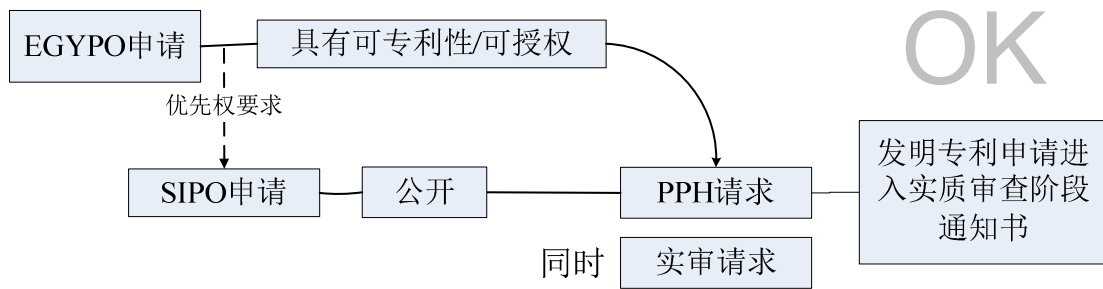 EGYPO申请
具有可专利性/可授权
OK
优先权要求
SIPO申请
公开
PPH请求
发明专利申请进
入实质审查阶段
通知书
同时
实审请求